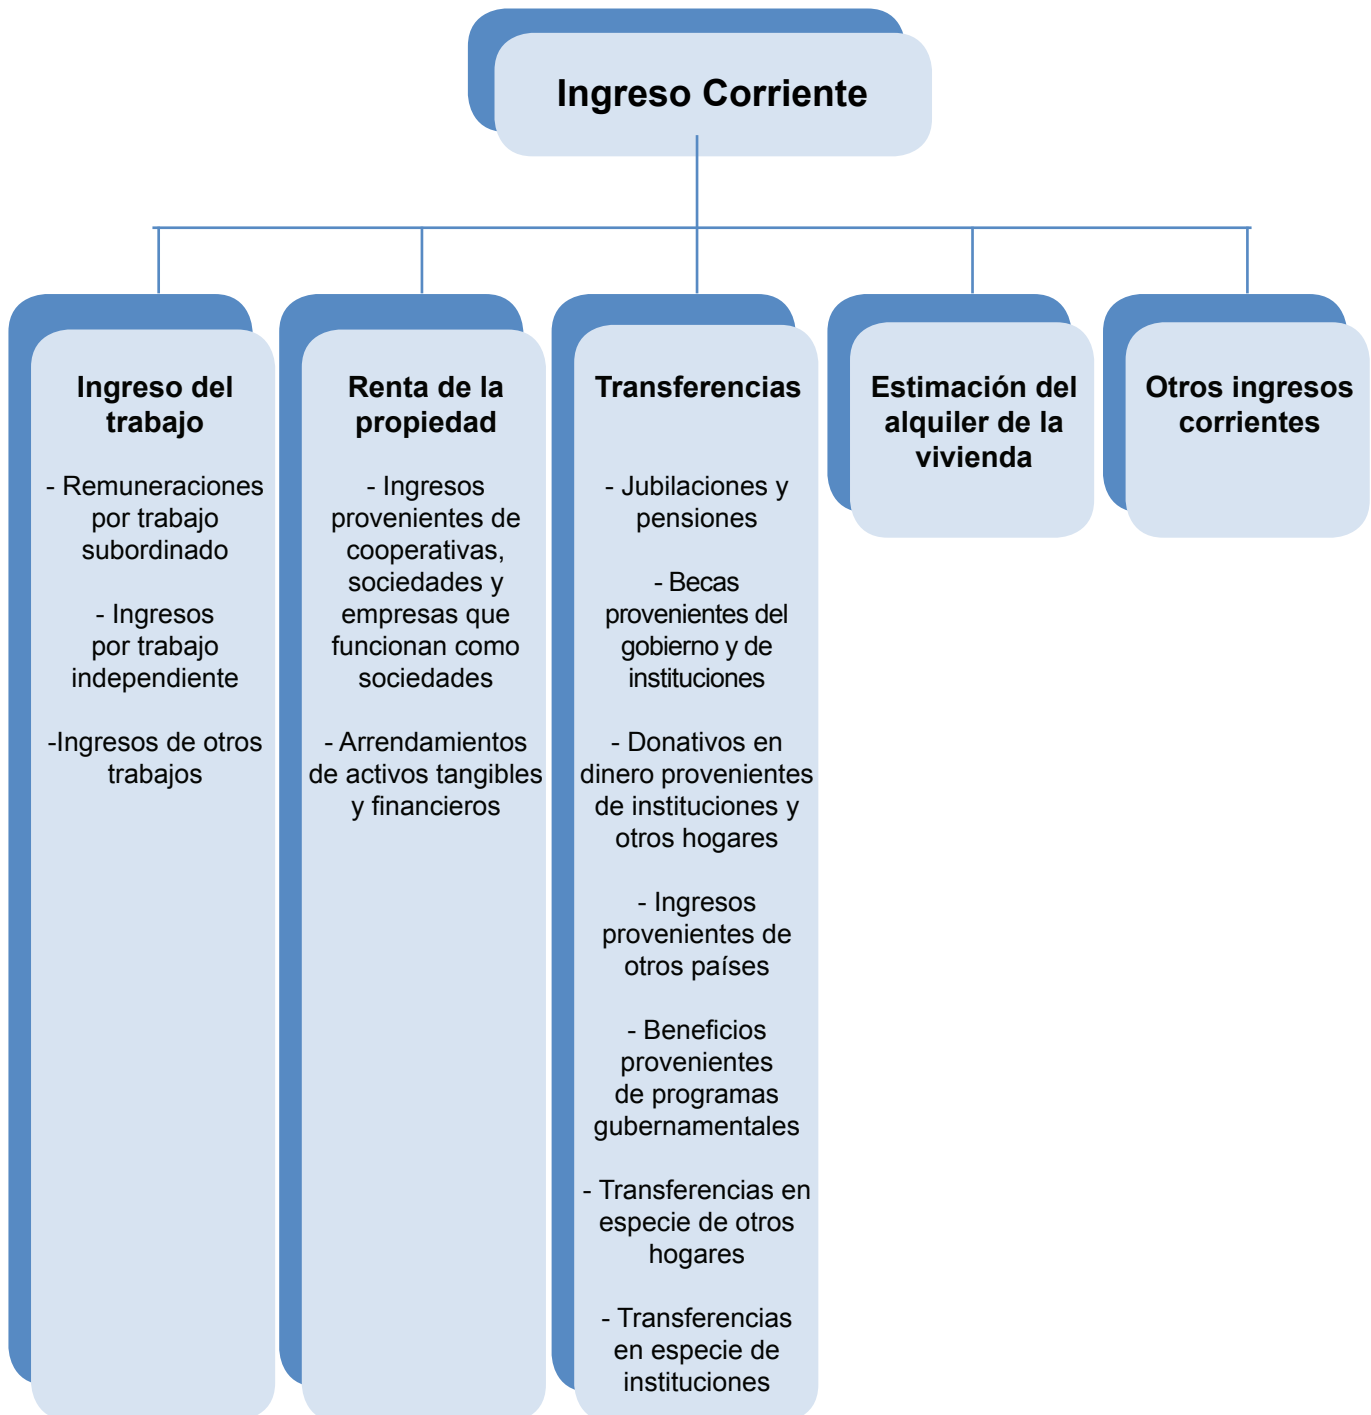 Ingreso Corriente
Ingreso del
trabajo
- Remuneraciones
por trabajo
subordinado
- Ingresos
por trabajo
independiente
-Ingresos de otros
trabajos
Renta de la
propiedad
- Ingresos
provenientes de
cooperativas,
sociedades y
empresas que
funcionan como
sociedades
- Arrendamientos
de activos tangibles
y financieros
Transferencias
- Jubilaciones y
pensiones
- Becas
provenientes del
gobierno y de
instituciones
- Donativos en
dinero provenientes
de instituciones y
otros hogares
- Ingresos
provenientes de
otros países
- Beneficios
provenientes
de programas
gubernamentales
- Transferencias en
especie de otros
hogares
- Transferencias
en especie de
instituciones
Estimación del
alquiler de la
vivienda
Otros ingresos
corrientes